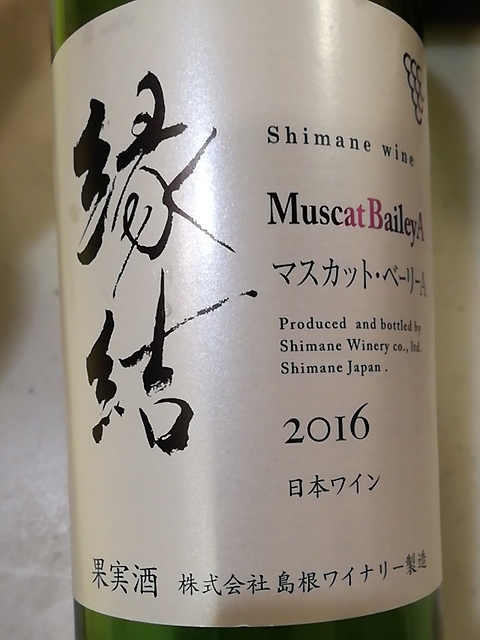 縁結
Shimane wine
Muscat Bailey A
マスカット・ベーリーA
Produced and bottled by
Shimane Winery co., ltd.
Shimane Japan .
2016
日本ワイン
果実酒 株式会社 島根ワイナリー製造